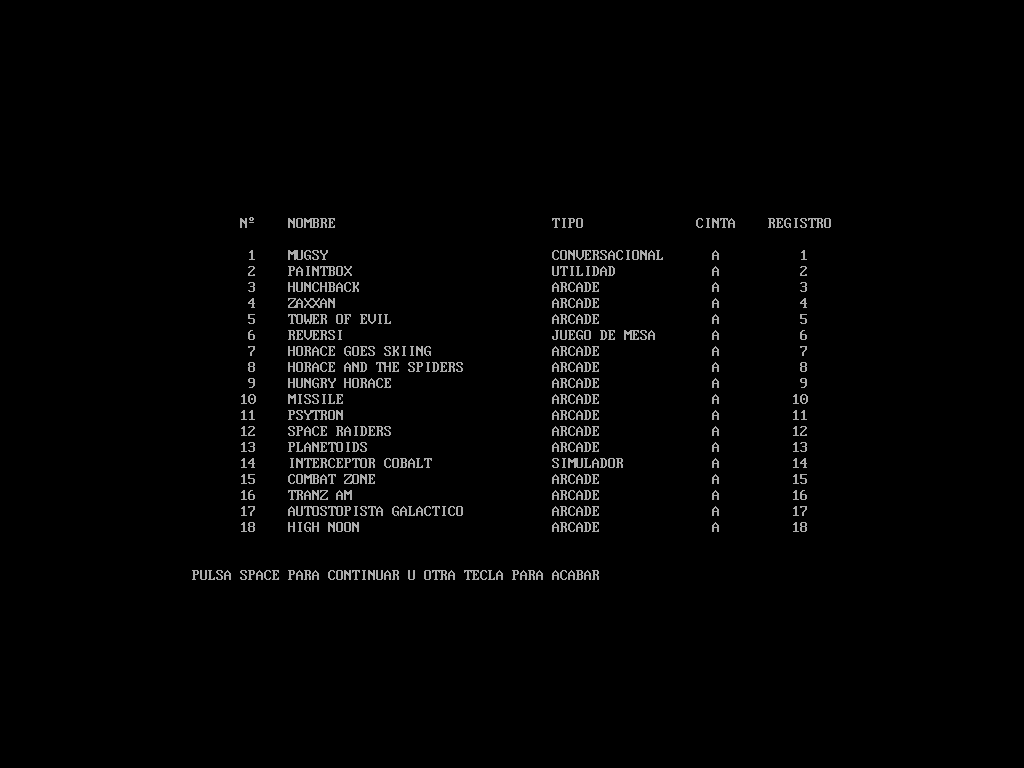 Nº NOMBRE TIPO CINTA REGISTRO
1 MUGSY CONVERSACIONAL A 1
2 PAINTBOX UTILIDAD A 2
3 HUNCHBACK ARCADE A 3
4 ZAXXAN ARCADE A 4
5 TOWER OF EVIL ARCADE A 5
6 REVERSI JUEGO DE MESA A 6
7 HORACE GOES SKIING ARCADE A 7
8 HORACE AND THE SPIDERS ARCADE A 8
9 HUNGRY HORACE ARCADE A 9
10 MISSILE ARCADE A 10
11 PSYTRON ARCADE A 11
12 SPACE RAIDERS ARCADE A 12
13 PLANETOIDS ARCADE A 13
14 INTERCEPTOR COBALT SIMULADOR A 14
15 COMBAT ZONE ARCADE A 15
16 TRANZ AM ARCADE A 16
17 AUTOSTOPISTA GALACTICO ARCADE A 17
18 HIGH NOON ARCADE A 18
PULSA SPACE PARA CONTINUAR U OTRA TECLA PARA ACABAR